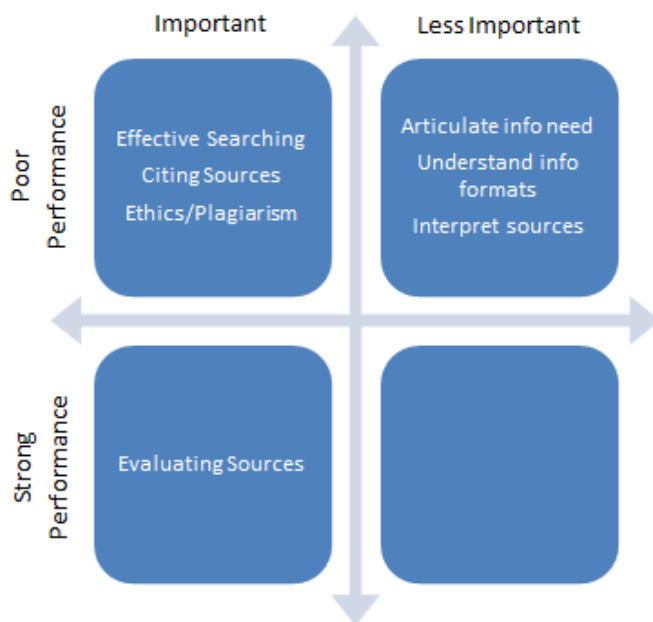 Important
Less Important
Poor
Performance
Effective Searching
Citing Sources
Ethics/Plagiarism
Articulate info need
Understand info
formats
Interpret sources
Strong
Performance
Evaluating Sources